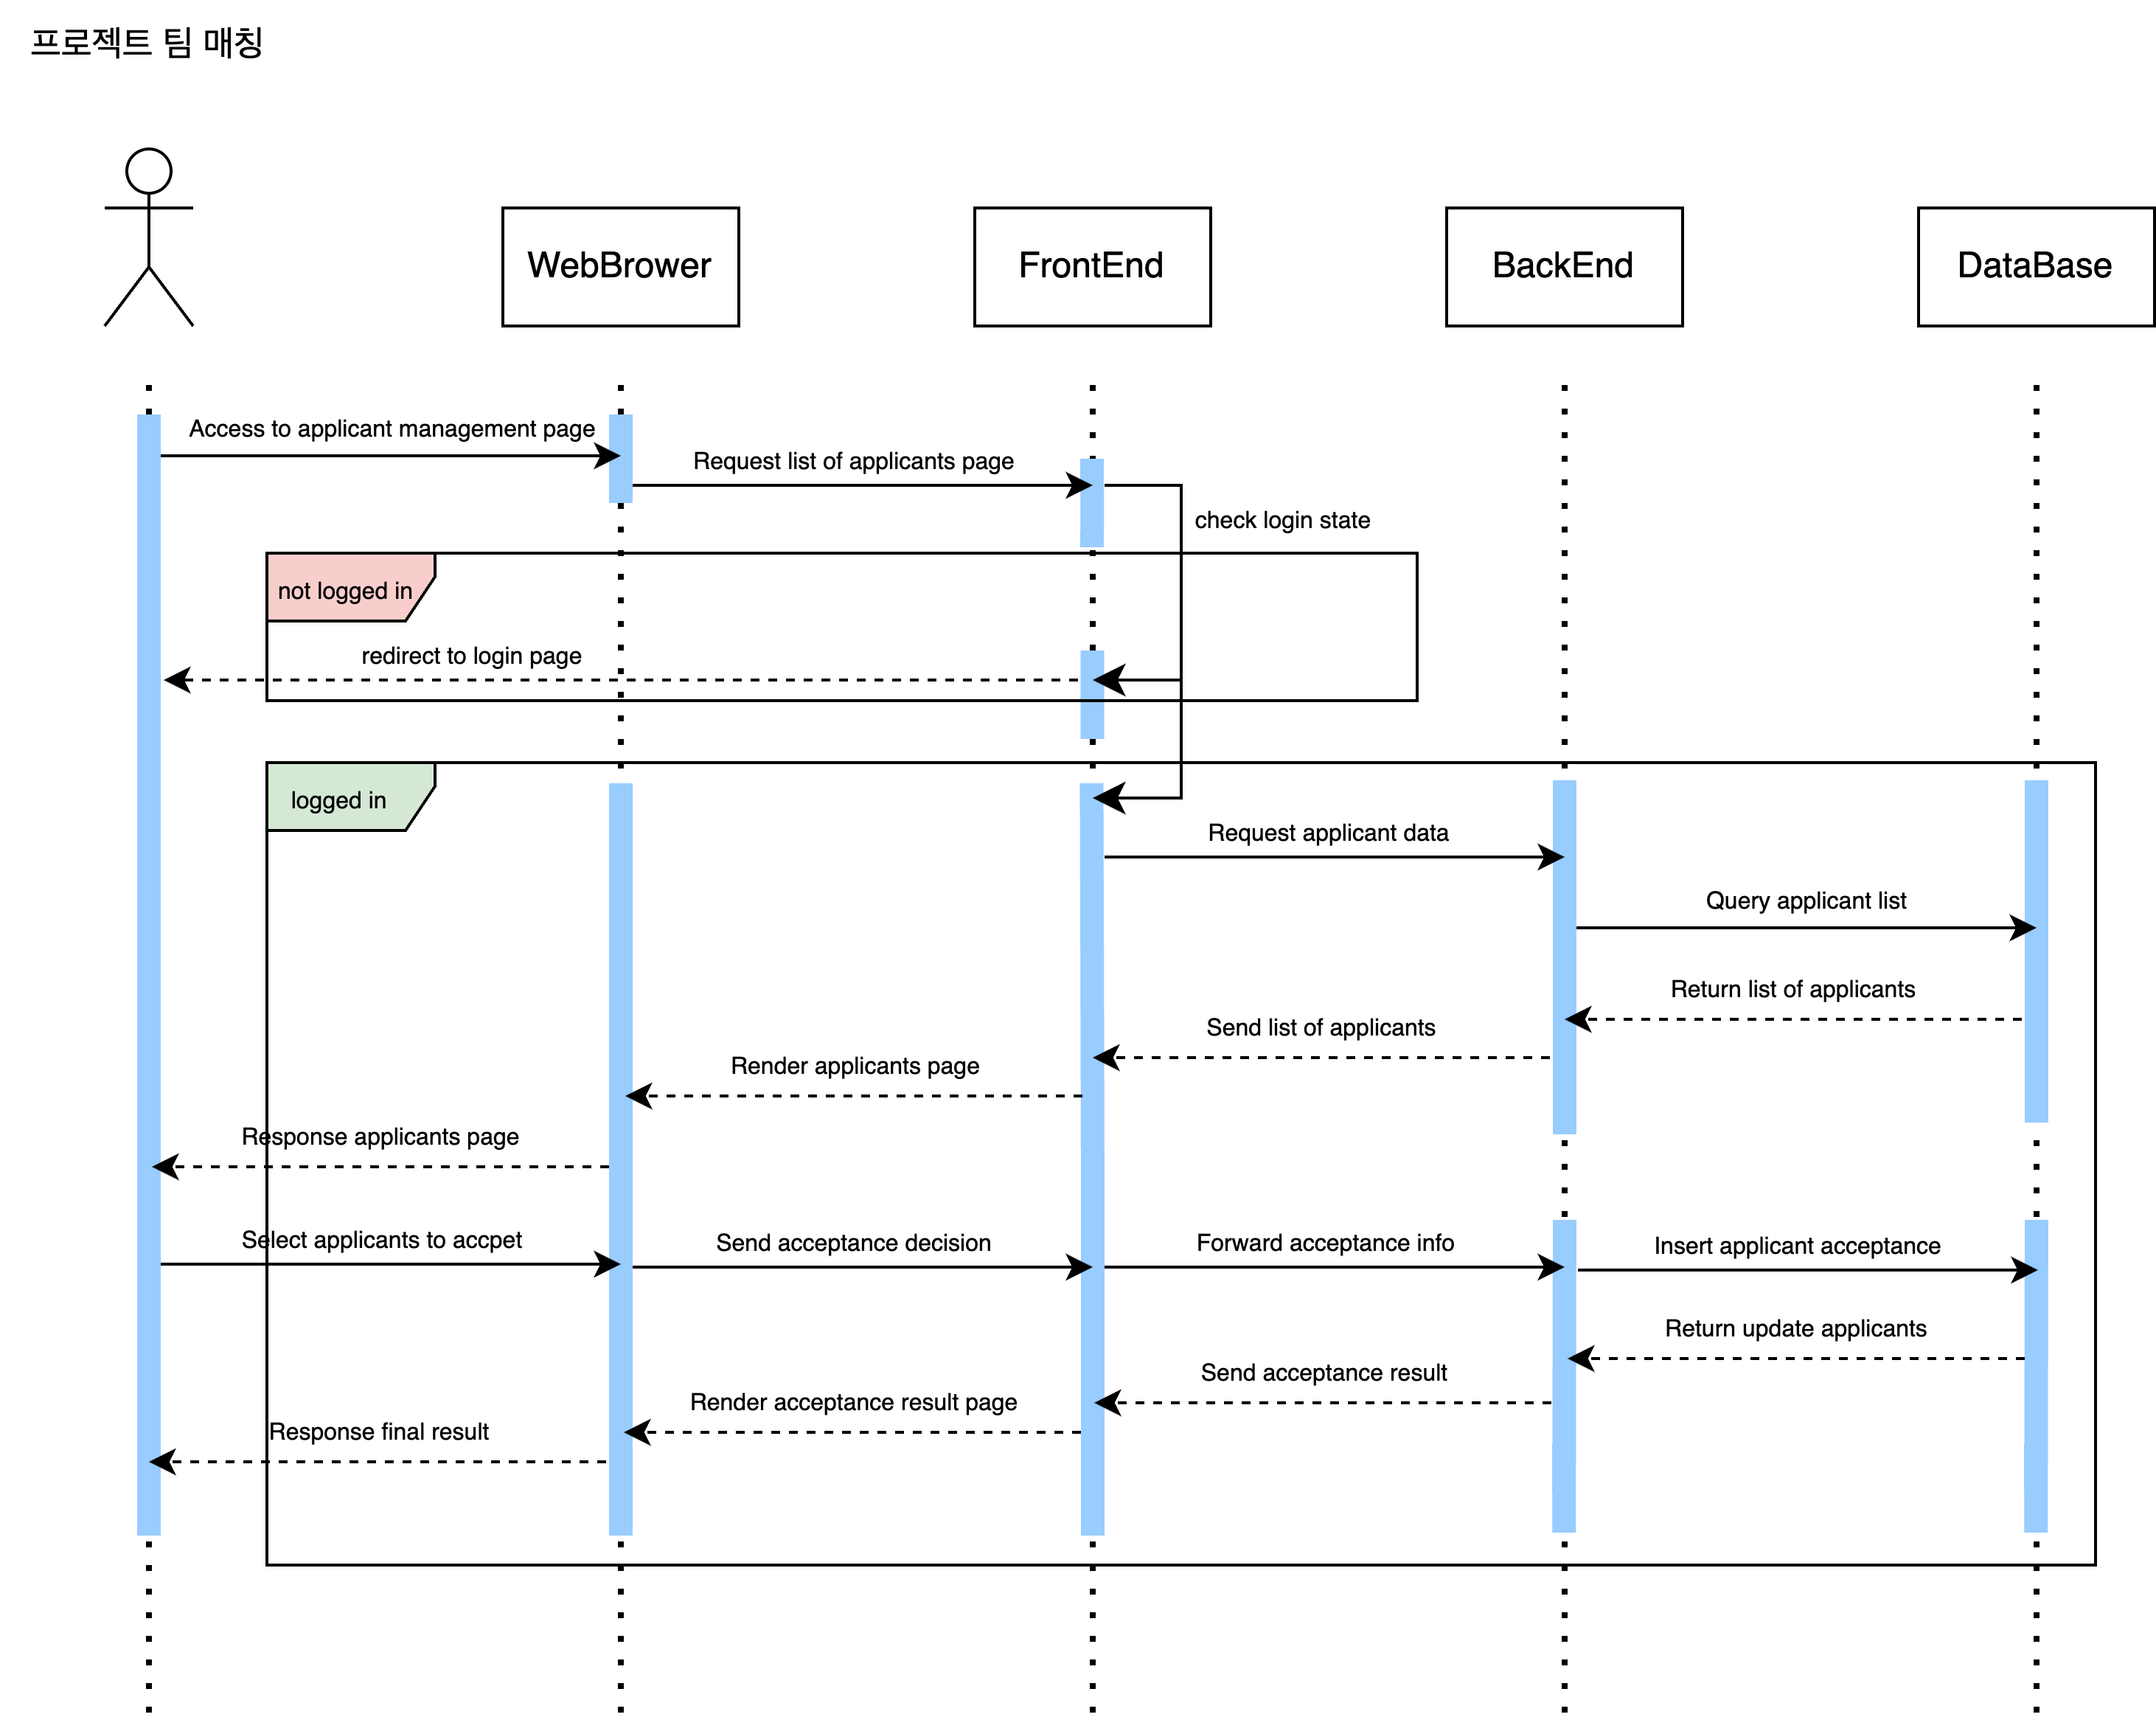 프로젝트 팀 매칭
WebBrower
FrontEnd
BackEnd
DataBase
Access to applicant management page
Request list of applicants page
check login state
not logged in
redirect to login page
logged in
Request applicant data
Query applicant list
Return list of applicants
Send list of applicants
Render applicants page
Response applicants page
Select applicants to accpet
Send acceptance decision
Forward acceptance info
Insert applicant acceptance
Return update applicants
Send acceptance result
Render acceptance result page
Response final result